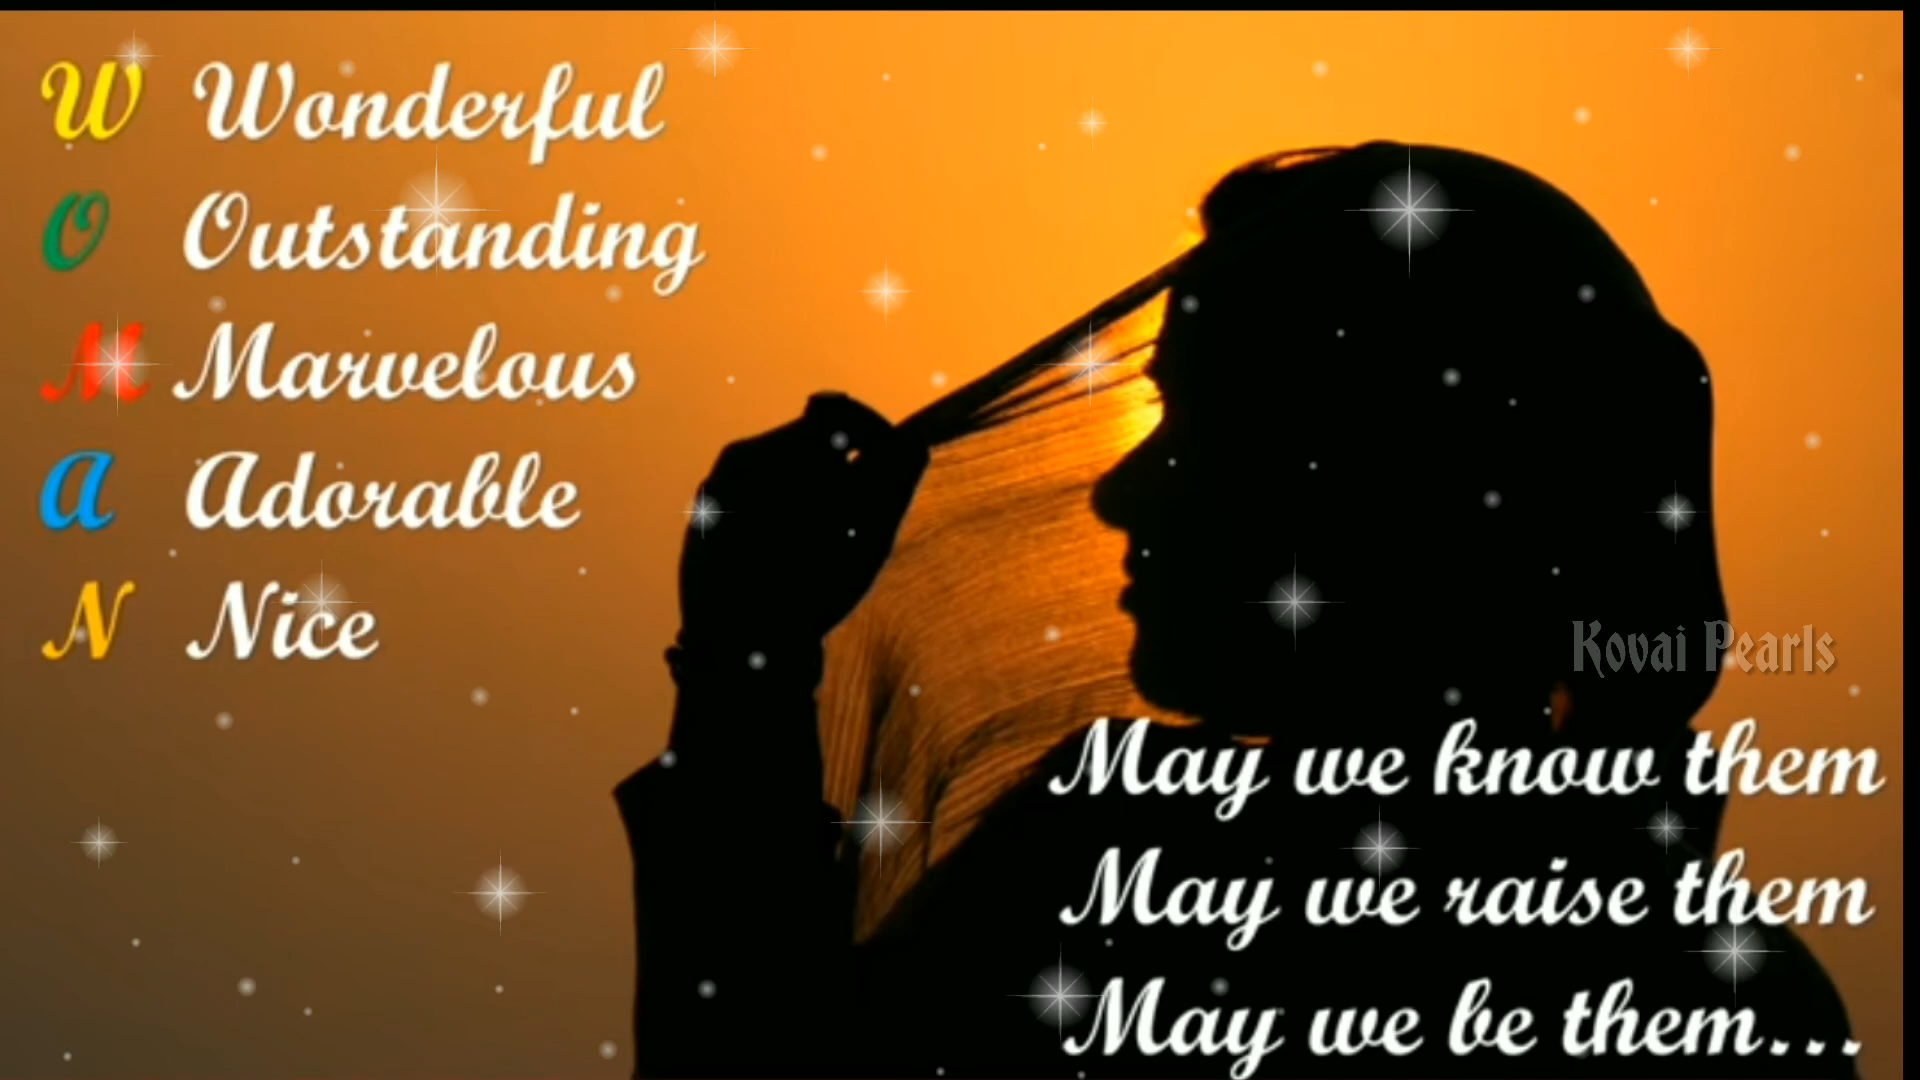 W Wonderful
O Outstanding
M Marvelous
A Adorable
N Nice
Kovai Pearls
May we know them
May we raise them
May we be them...